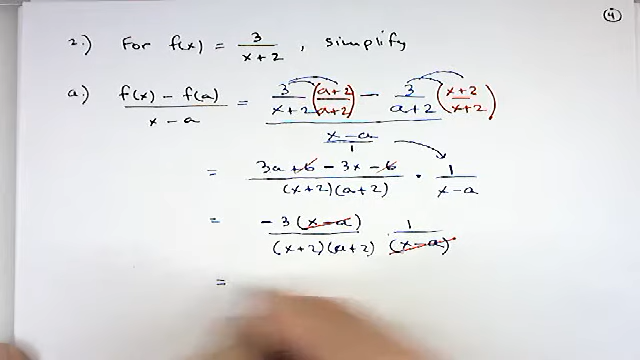 4
2.) For f(x) = 3/(x+2) , simplify
a) (f(x) - f(a))/(x-a) = (3/(x+2) ((a+2)/(a+2)) - 3/(a+2) ((x+2)/(x+2)))/((x-a)/1)
= (3a+6-3x-6)/((x+2)(a+2)) · 1/(x-a)
= (-3(x-a))/((x+2)(a+2)) 1/((x-a))
=